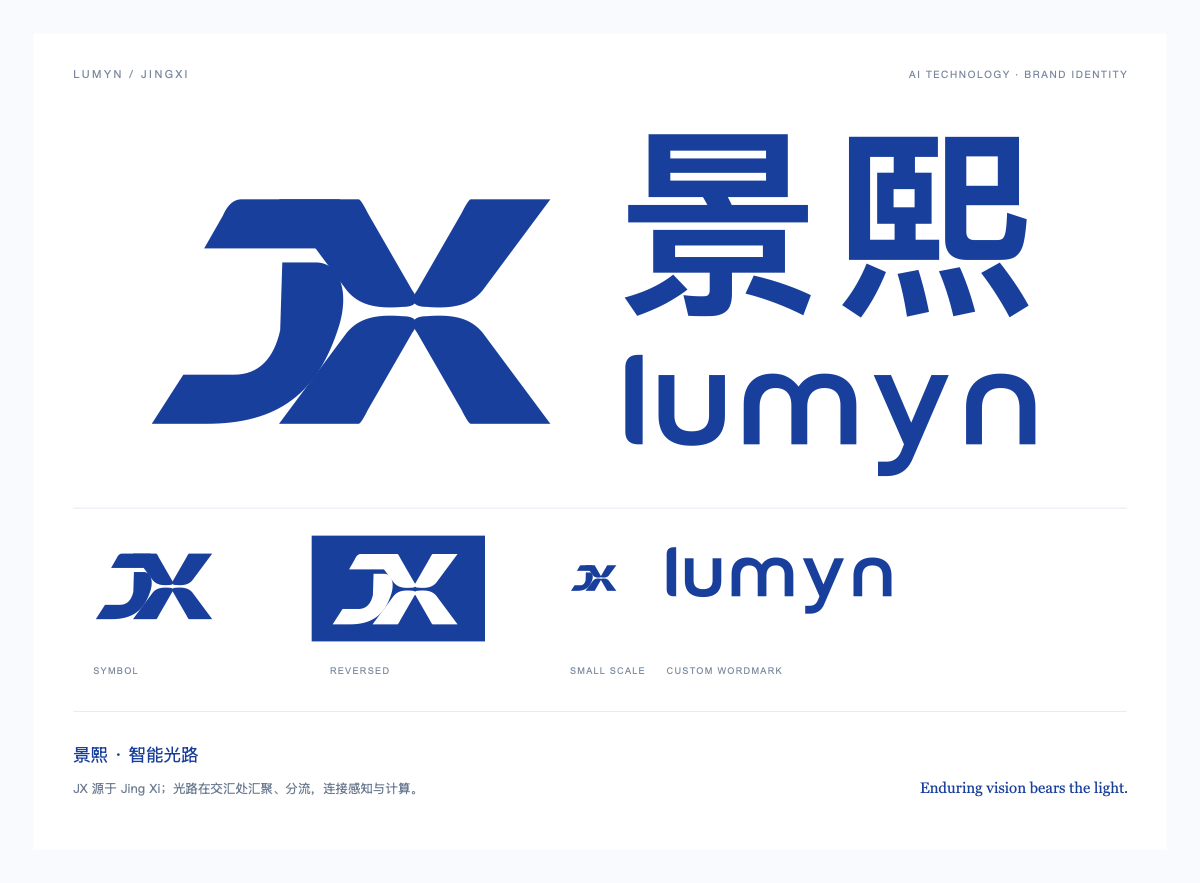 LUMYN / JINGXI
AI TECHNOLOGY · BRAND IDENTITY
JX
景熙
lumyn
JX
JX
JX
lumyn
SYMBOL
REVERSED
SMALL SCALE
CUSTOM WORDMARK
景熙 · 智能光路
JX 源于 Jing Xi；光路在交汇处汇聚、分流，连接感知与计算。
Enduring vision bears the light.